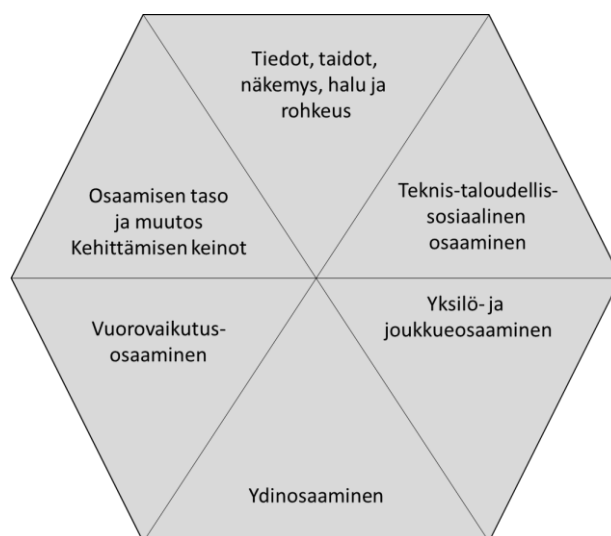 Tiedot, taidot,
näkemys, halu ja
rohkeus
Teknis-taloudellis-
sosiaalinen
osaaminen
Yksilö- ja
joukkueosaaminen
Ydinosaaminen
Vuorovaikutus-
osaaminen
Osaamisen taso
ja muutos
Kehittämisen keinot